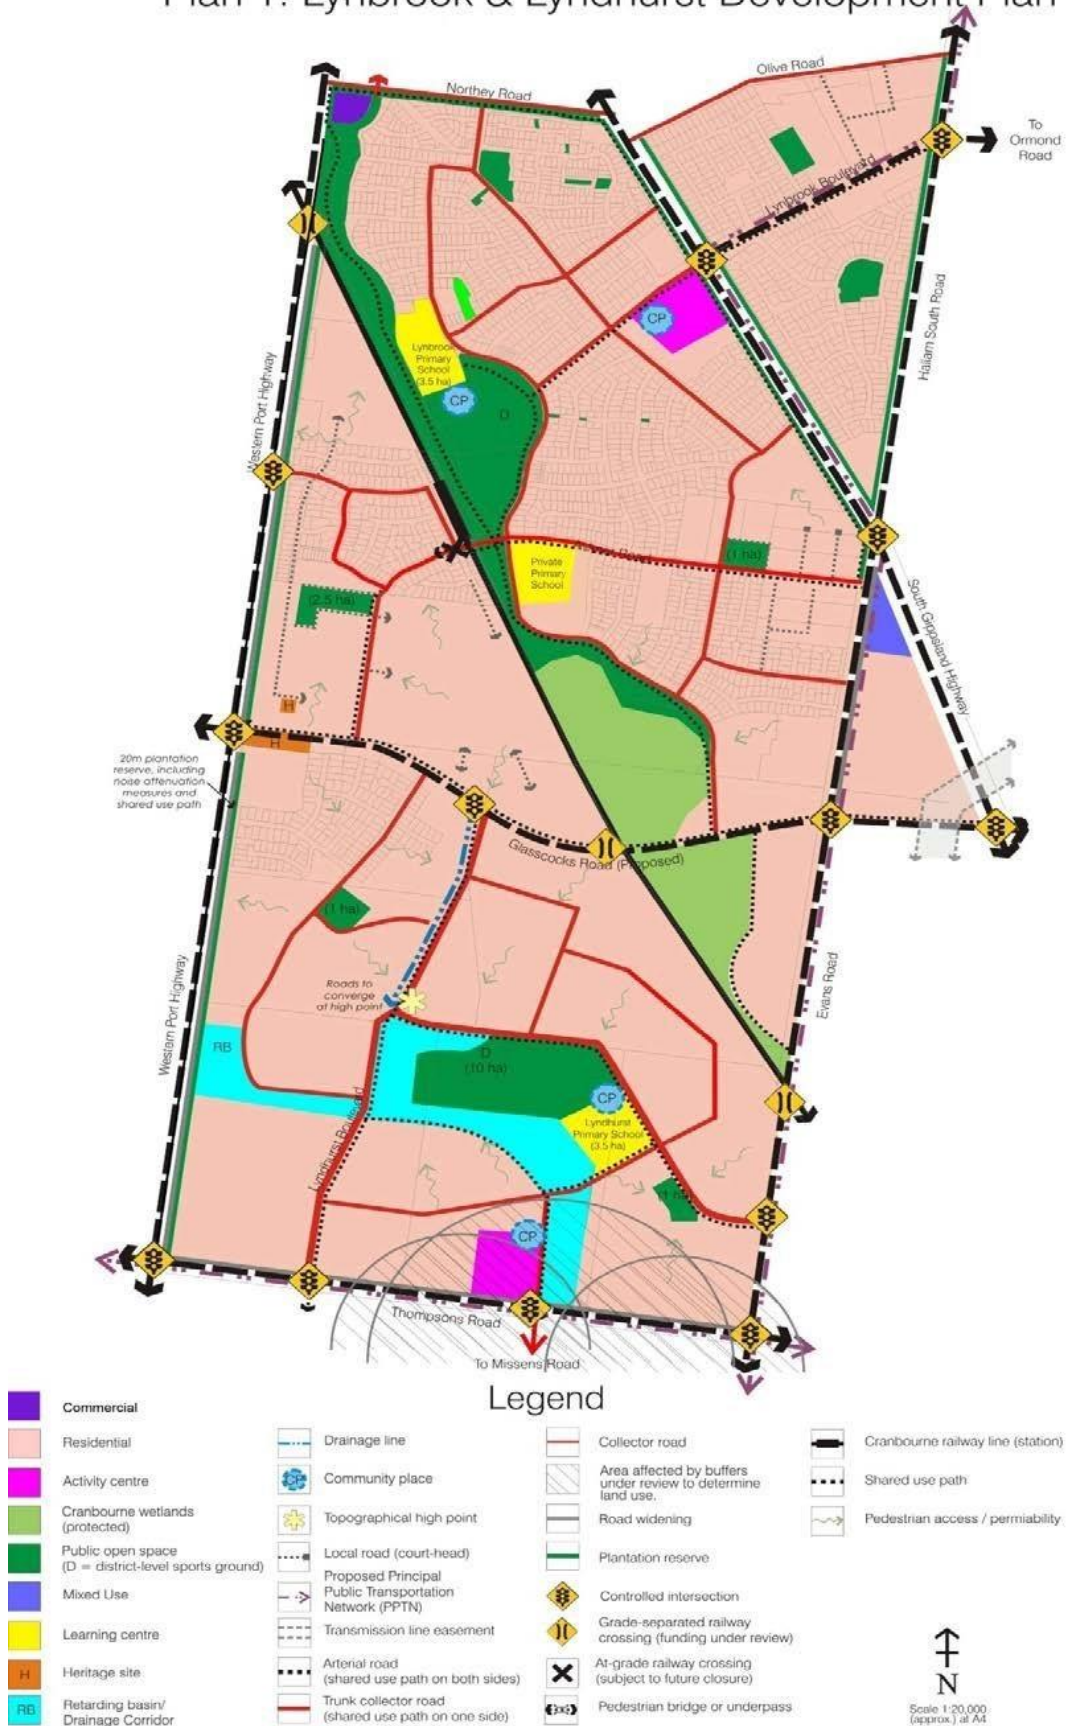 Plan 1: Lynbrook & Lyndhurst Development Plan
Olive Road
Northey Road
To
Ormond
Road
Lynbrook Boulevard
CP
Hallam South Road
Lynbrook
Primary
School
(3.5 ha)
CP
D
Western Port Highway
Private
Primary
School
(1 ha)
(2.5 ha)
South Gippsland Highway
H
H
20m plantation
reserve, including
noise attenuation
measures and
shared use path
Glasscocks Road (Proposed)
(1 ha)
Roads to
converge
at high point
Evans Road
Western Port Highway
RB
D
(10 ha)
CP
Lyndhurst
Primary School
(3.5 ha)
Lyndhurst Boulevard
(1 ha)
CP
Thompsons Road
To Missens Road
Legend
Commercial
Residential
Activity centre
Cranbourne wetlands
(protected)
Public open space
(D = district-level sports ground)
Mixed Use
Learning centre
H
Heritage site
RB
Retarding basin/
Drainage Corridor
Drainage line
CP
Community place
Topographical high point
Local road (court-head)
Proposed Principal
Public Transportation
Network (PPTN)
Transmission line easement
Arterial road
(shared use path on both sides)
Trunk collector road
(shared use path on one side)
Collector road
Area affected by buffers
under review to determine
land use.
Road widening
Plantation reserve
Controlled intersection
Grade-separated railway
crossing (funding under review)
At-grade railway crossing
(subject to future closure)
Pedestrian bridge or underpass
Cranbourne railway line (station)
Shared use path
Pedestrian access / permiability
N
Scale 1:20,000
(approx.) at A4